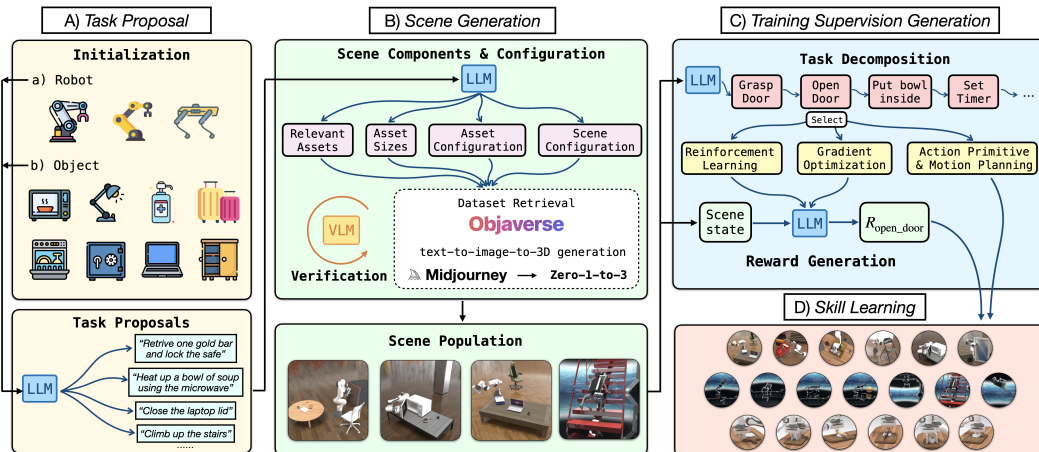 A) Task Proposal
Initialization
a) Robot
b) Object
Task Proposals
LLM
“Retrive one gold bar
and lock the safe”
“Heat up a bowl of soup
using the microwave”
“Close the laptop lid”
“Climb up the stairs”
......
B) Scene Generation
Scene Components & Configuration
LLM
Relevant
Assets
Asset
Sizes
Asset
Configuration
Scene
Configuration
VLM
Verification
Dataset Retrieval
Objaverse
text-to-image-to-3D generation
Midjourney
Zero-1-to-3
Scene Population
C) Training Supervision Generation
Task Decomposition
LLM
Grasp
Door
Open
Door
Put bowl
inside
Set
Timer
...
Select
Reinforcement
Learning
Gradient
Optimization
Action Primitive
& Motion Planning
Scene
state
LLM
R_open_door
Reward Generation
D) Skill Learning